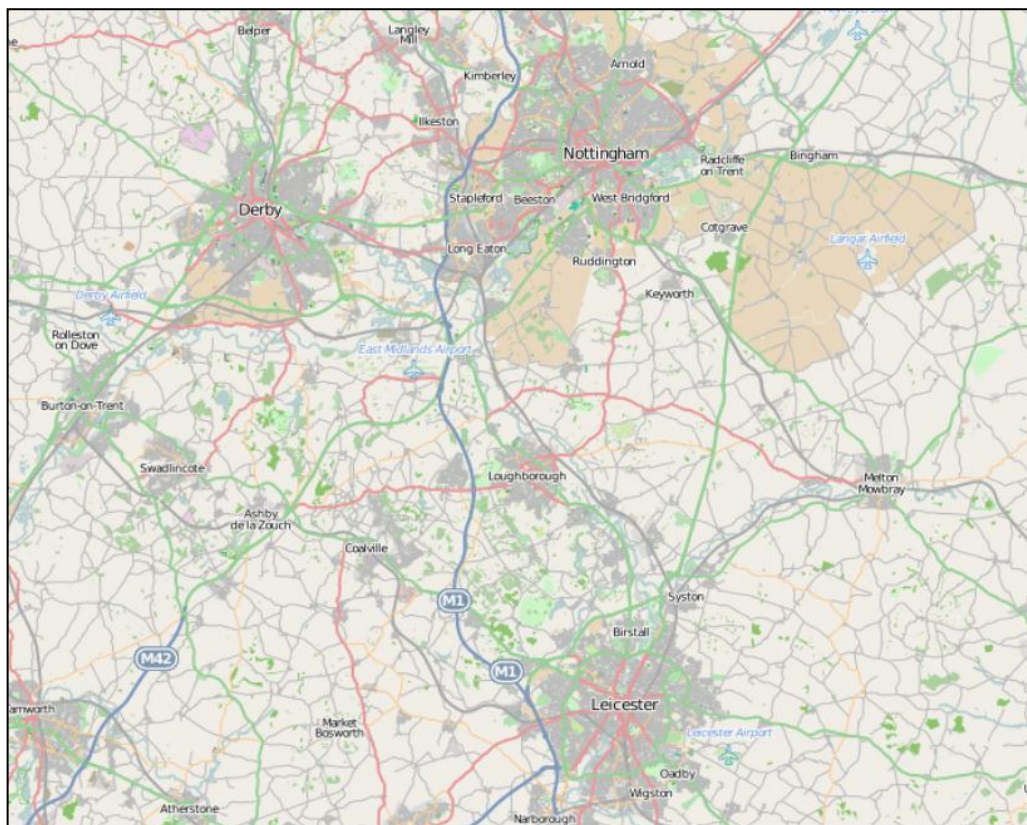 Belper
Langley
Mill
Kimberley
Arnold
Ilkeston
Nottingham
Radcliffe
on Trent
Bingham
Stapleford
Beeston
West Bridgford
Derby
Cotgrave
Long Eaton
Ruddington
Langar Airfield
Keyworth
Derby Airfield
Rolleston
on Dove
East Midlands Airport
Burton-on-Trent
Swadlincote
Loughborough
Melton
Mowbray
Ashby
de la Zouch
Coalville
M1
Syston
Birstall
M42
M1
Leicester
Market
Bosworth
Leicester Airport
Oadby
Wigston
Atherstone
Narborough